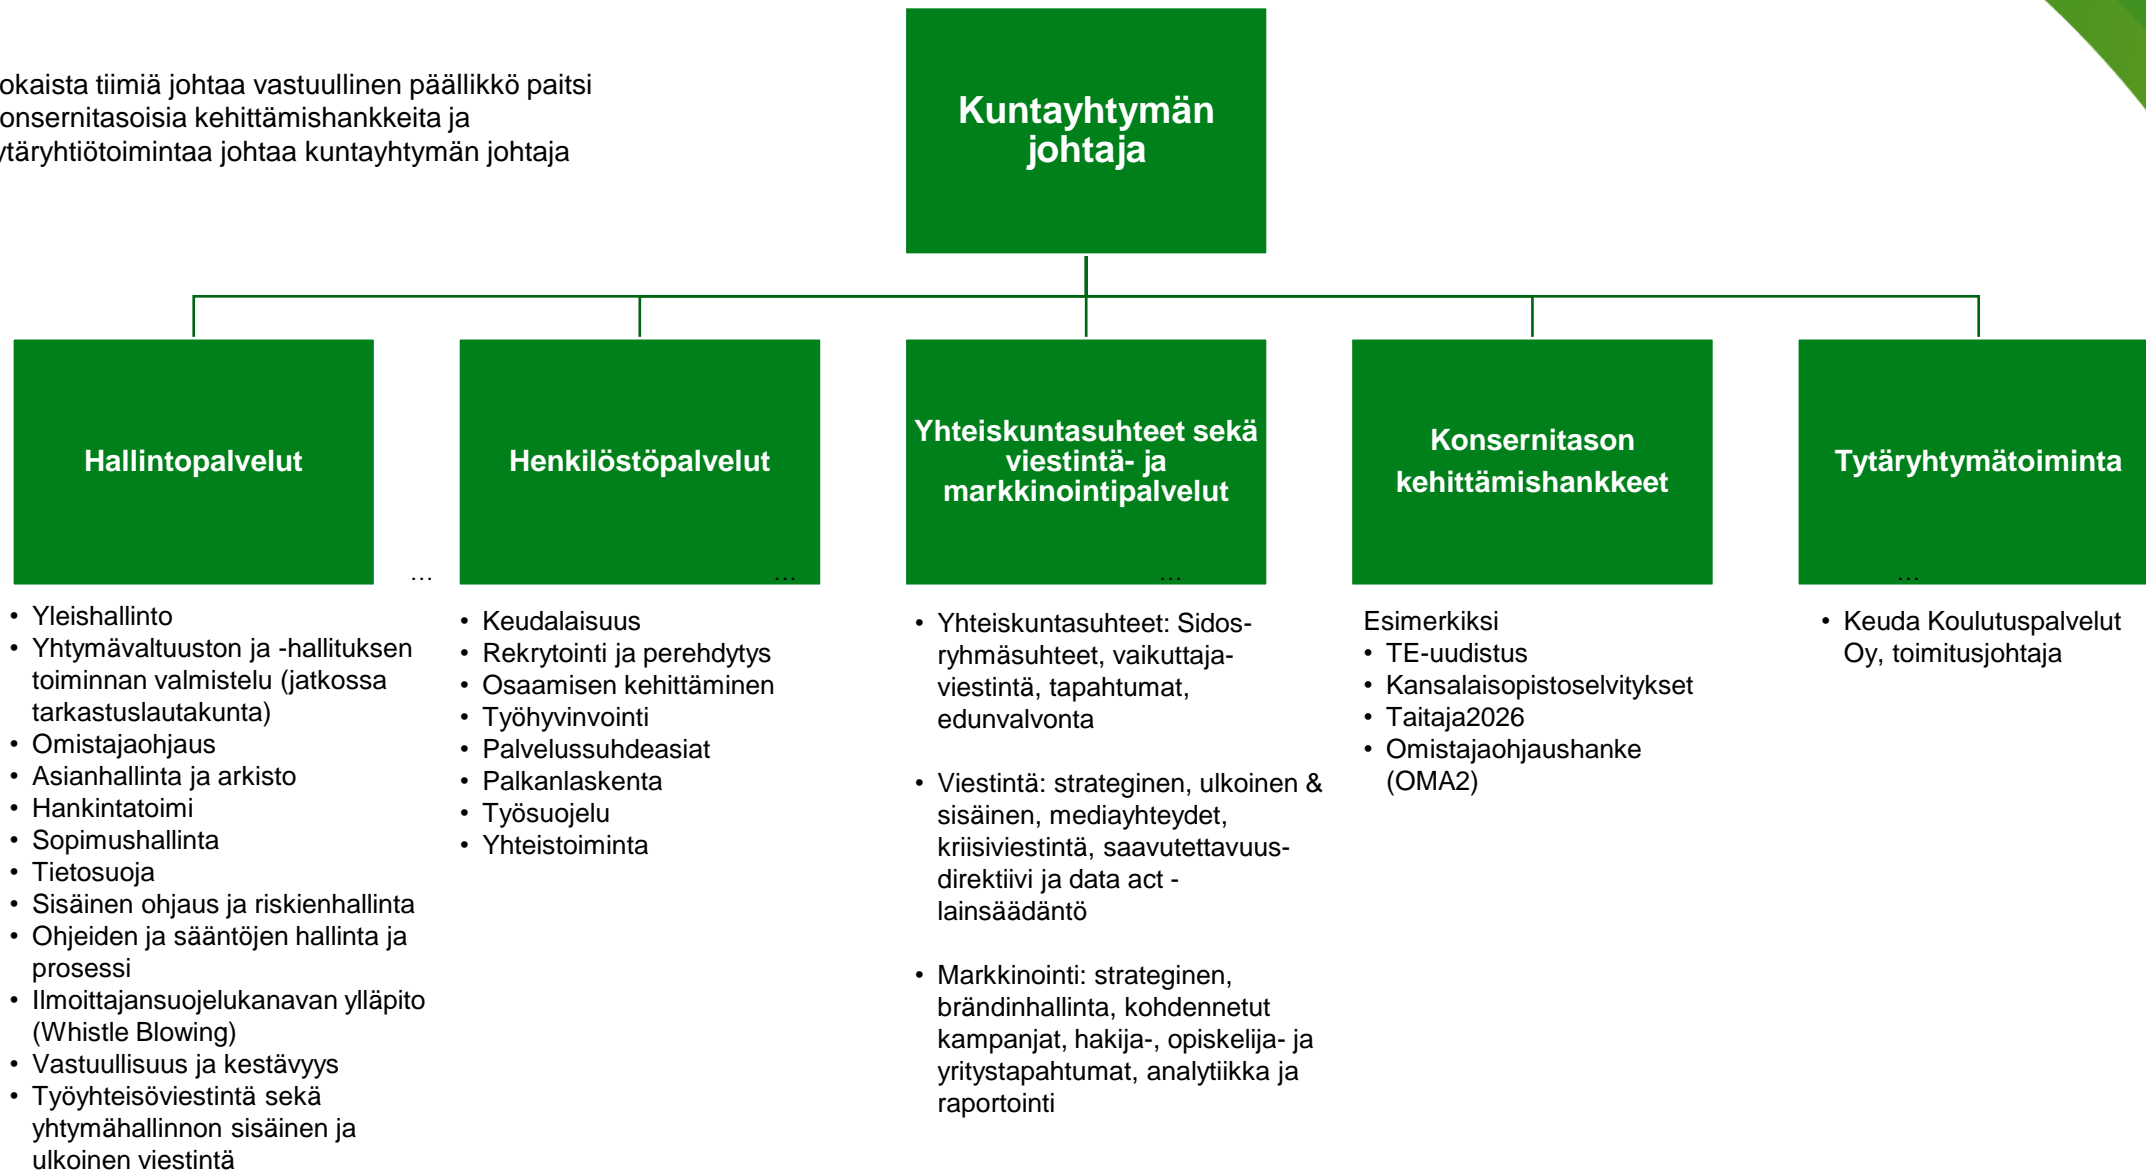 okaista tiimiä johtaa vastuullinen päällikkö paitsi
onsernitasoisia kehittämishankkeita ja
ytäryhtiötoimintaa johtaa kuntayhtymän johtaja
Kuntayhtymän
johtaja
Hallintopalvelut
…
• Yleishallinto
• Yhtymävaltuuston ja -hallituksen
toiminnan valmistelu (jatkossa
tarkastuslautakunta)
• Omistajaohjaus
• Asianhallinta ja arkisto
• Hankintatoimi
• Sopimushallinta
• Tietosuoja
• Sisäinen ohjaus ja riskienhallinta
• Ohjeiden ja sääntöjen hallinta ja
prosessi
• Ilmoittajansuojelukanavan ylläpito
(Whistle Blowing)
• Vastuullisuus ja kestävyys
• Työyhteisöviestintä sekä
yhtymähallinnon sisäinen ja
ulkoinen viestintä
Henkilöstöpalvelut
…
• Keudalaisuus
• Rekrytointi ja perehdytys
• Osaamisen kehittäminen
• Työhyvinvointi
• Palvelussuhdeasiat
• Palkanlaskenta
• Työsuojelu
• Yhteistoiminta
Yhteiskuntasuhteet sekä
viestintä- ja
markkinointipalvelut
…
• Yhteiskuntasuhteet: Sidos-
ryhmäsuhteet, vaikuttaja-
viestintä, tapahtumat,
edunvalvonta
• Viestintä: strateginen, ulkoinen &
sisäinen, mediayhteydet,
kriisiviestintä, saavutettavuus-
direktiivi ja data act -
lainsäädäntö
• Markkinointi: strateginen,
brändinhallinta, kohdennetut
kampanjat, hakija-, opiskelija- ja
yritystapahtumat, analytiikka ja
raportointi
Konsernitason
kehittämishankkeet
Esimerkiksi
• TE-uudistus
• Kansalaisopistoselvitykset
• Taitaja2026
• Omistajaohjaushanke
(OMA2)
Tytäryhtymätoiminta
…
• Keuda Koulutuspalvelut
Oy, toimitusjohtaja